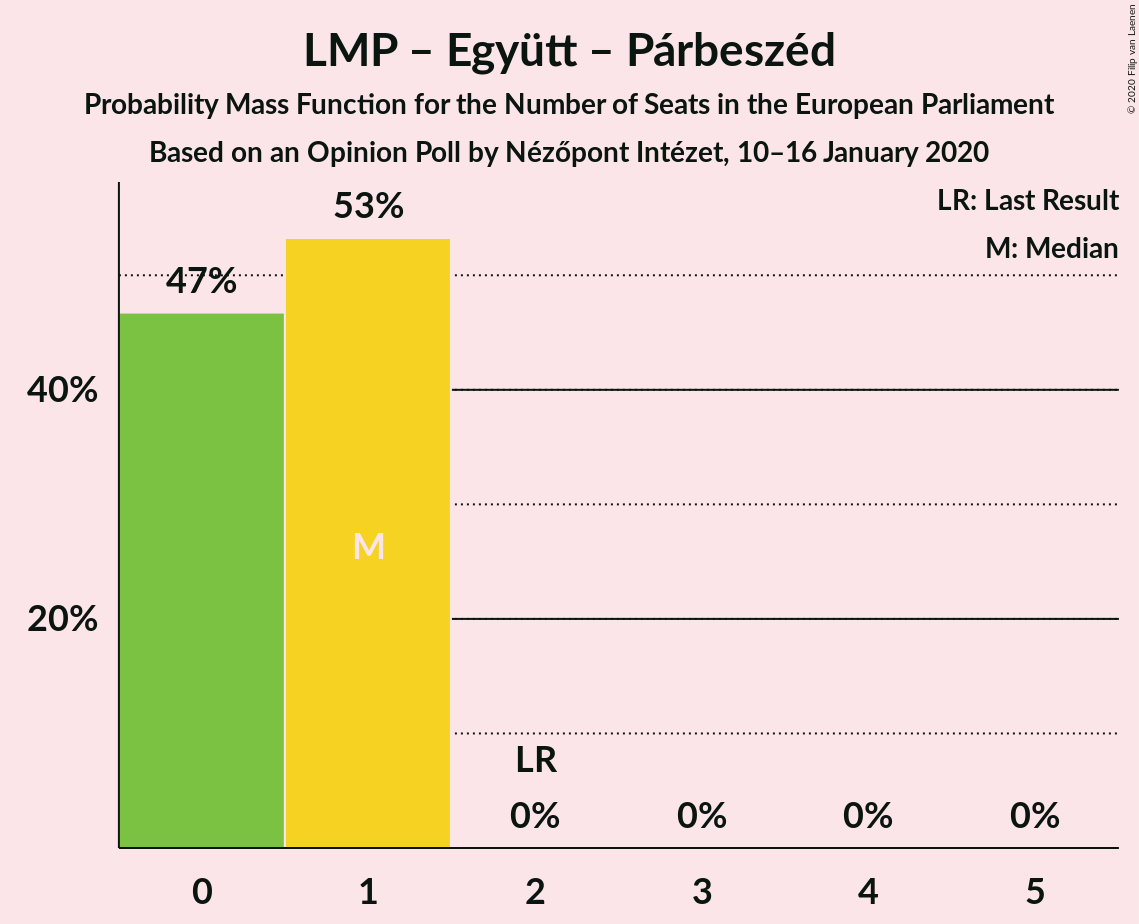 LMP – Együtt – Párbeszéd
Probability Mass Function for the Number of Seats in the European Parliament
Based on an Opinion Poll by Nézőpont Intézet, 10–16 January 2020
© 2020 Filip van Laenen
LR: Last Result
M: Median
53%
47%
40%
M
20%
LR
0% 0% 0% 0%
0 1 2 3 4 5